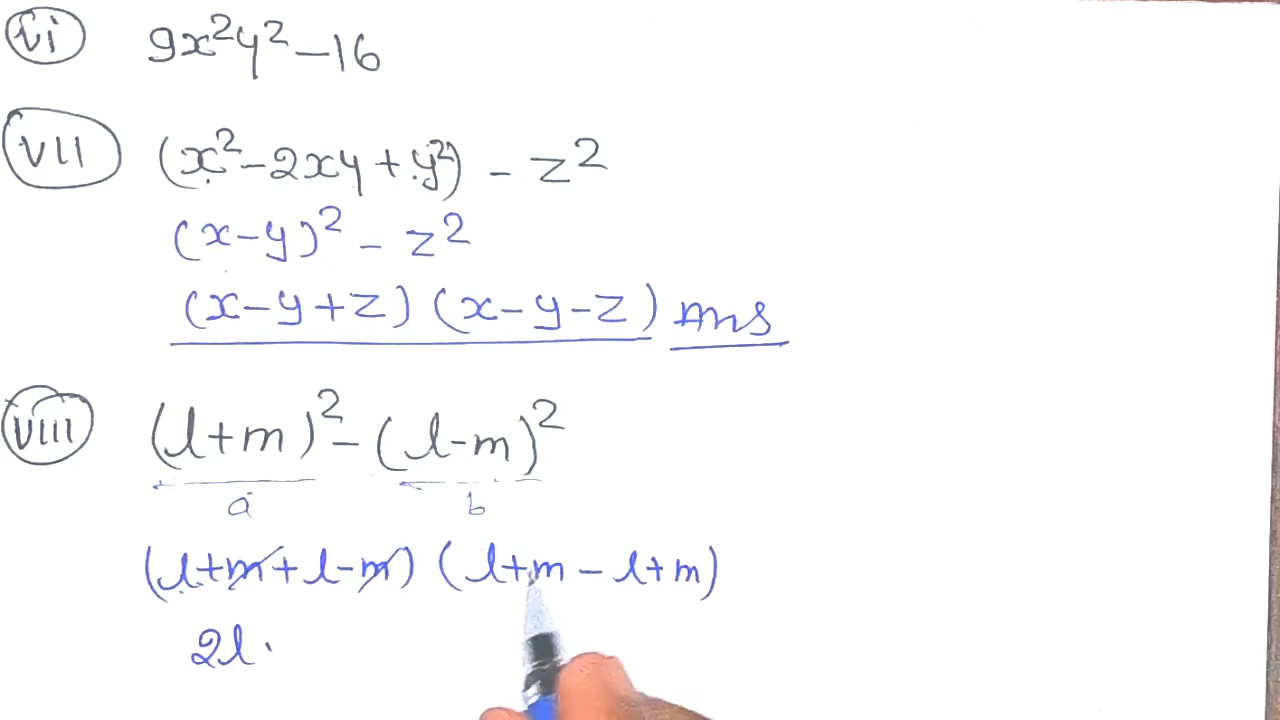 (vi) 9x²y² - 16
(VII) (x² - 2xy + y²) - z²
(x-y)² - z²
(x-y+z) (x-y-z) Ans
(VIII) (l+m)² - (l-m)²
a b
(l+m+l-m) (l+m - l+m)
2l ·